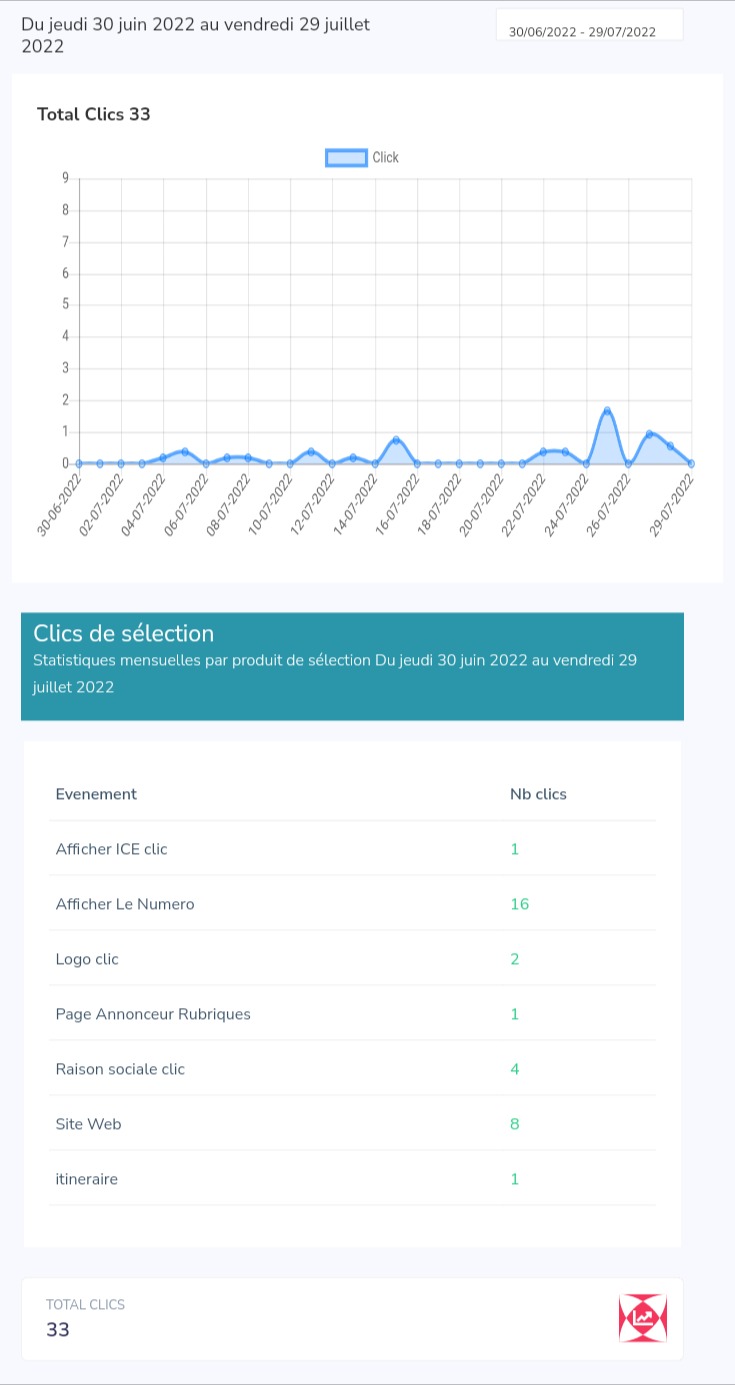 Du jeudi 30 juin 2022 au vendredi 29 juillet
2022
30/06/2022 - 29/07/2022
Total Clics 33
Click
9
8
7
6
5
4
3
2
1
0
30-06-2022
02-07-2022
04-07-2022
06-07-2022
08-07-2022
10-07-2022
12-07-2022
14-07-2022
16-07-2022
18-07-2022
20-07-2022
22-07-2022
24-07-2022
26-07-2022
29-07-2022
Clics de sélection
Statistiques mensuelles par produit de sélection Du jeudi 30 juin 2022 au vendredi 29
juillet 2022
Evenement Nb clics
Afficher ICE clic 1
Afficher Le Numero 16
Logo clic 2
Page Annonceur Rubriques 1
Raison sociale clic 4
Site Web 8
itineraire 1
TOTAL CLICS
33